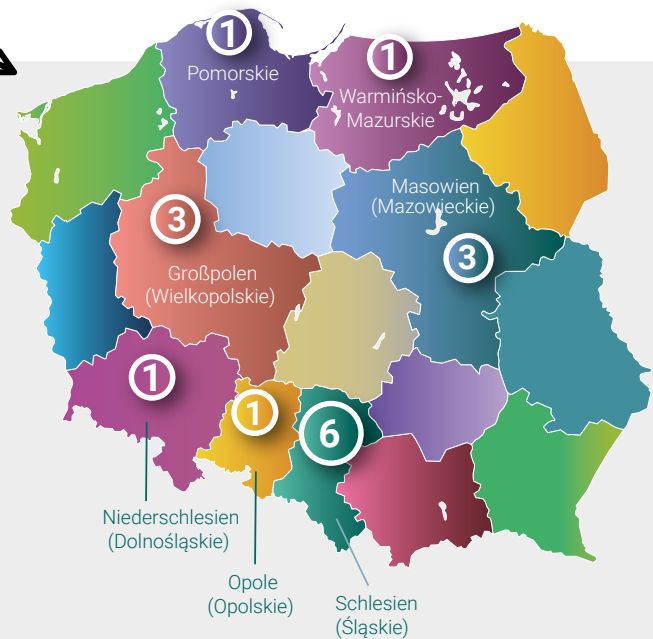 1
Pomorskie
1
Warmińsko-
Mazurskie
3
Großpolen
(Wielkopolskie)
Masowien
(Mazowieckie)
3
1
1
6
Niederschlesien
(Dolnośląskie)
Opole
(Opolskie)
Schlesien
(Śląskie)